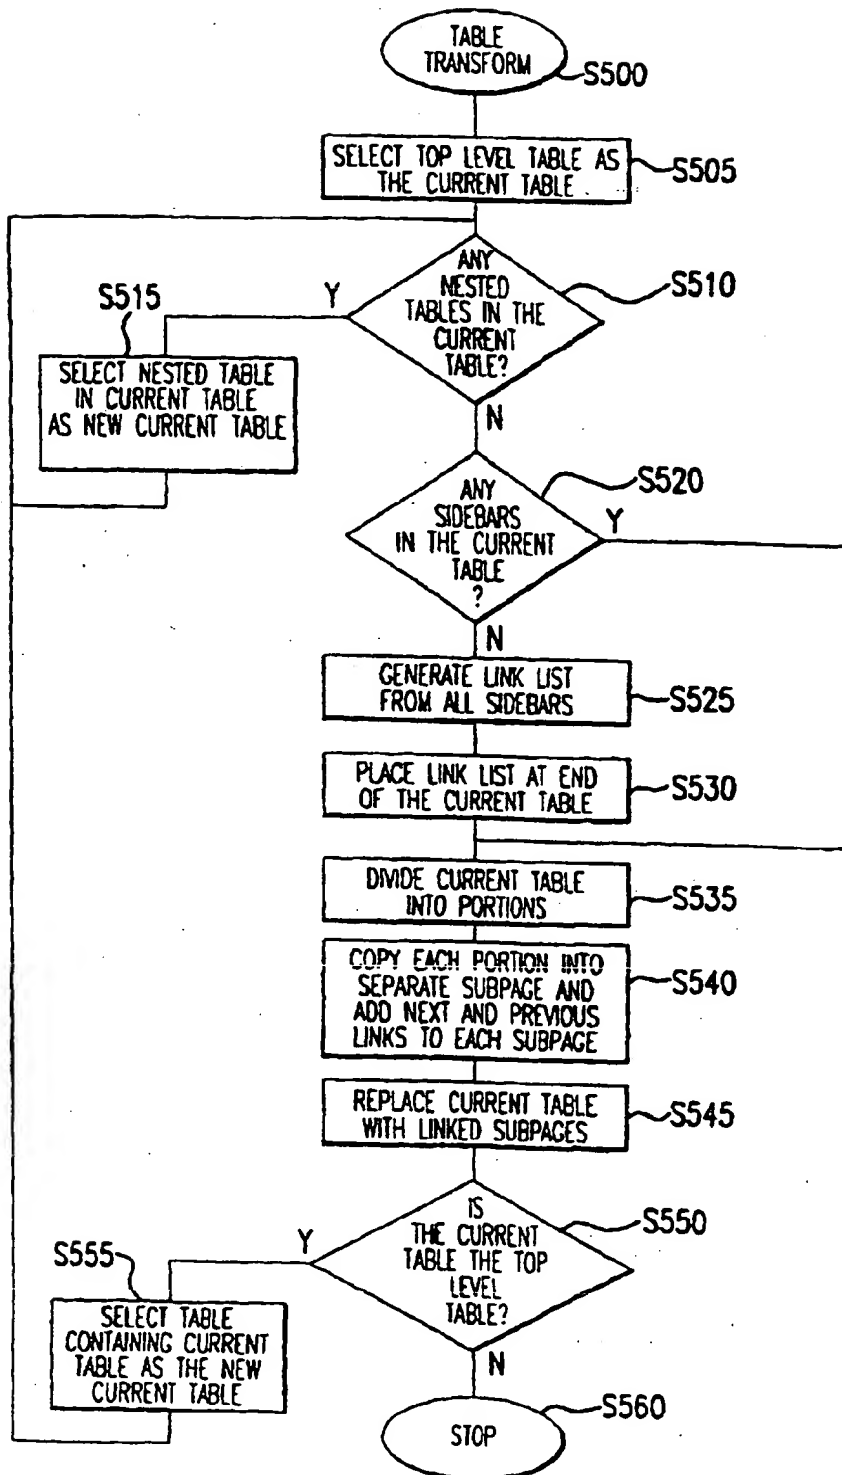 TABLE
TRANSFORM
S500
SELECT TOP LEVEL TABLE AS
THE CURRENT TABLE
S505
ANY
NESTED
TABLES IN THE
CURRENT
TABLE?
S510
Y
S515
SELECT NESTED TABLE
IN CURRENT TABLE
AS NEW CURRENT TABLE
N
ANY
SIDEBARS
IN THE CURRENT
TABLE
?
S520
Y
N
GENERATE LINK LIST
FROM ALL SIDEBARS
S525
PLACE LINK LIST AT END
OF THE CURRENT TABLE
S530
DIVIDE CURRENT TABLE
INTO PORTIONS
S535
COPY EACH PORTION INTO
SEPARATE SUBPAGE AND
ADD NEXT AND PREVIOUS
LINKS TO EACH SUBPAGE
S540
REPLACE CURRENT TABLE
WITH LINKED SUBPAGES
S545
IS
THE CURRENT
TABLE THE TOP
LEVEL
TABLE?
S550
Y
S555
SELECT TABLE
CONTAINING CURRENT
TABLE AS THE NEW
CURRENT TABLE
N
STOP
S560